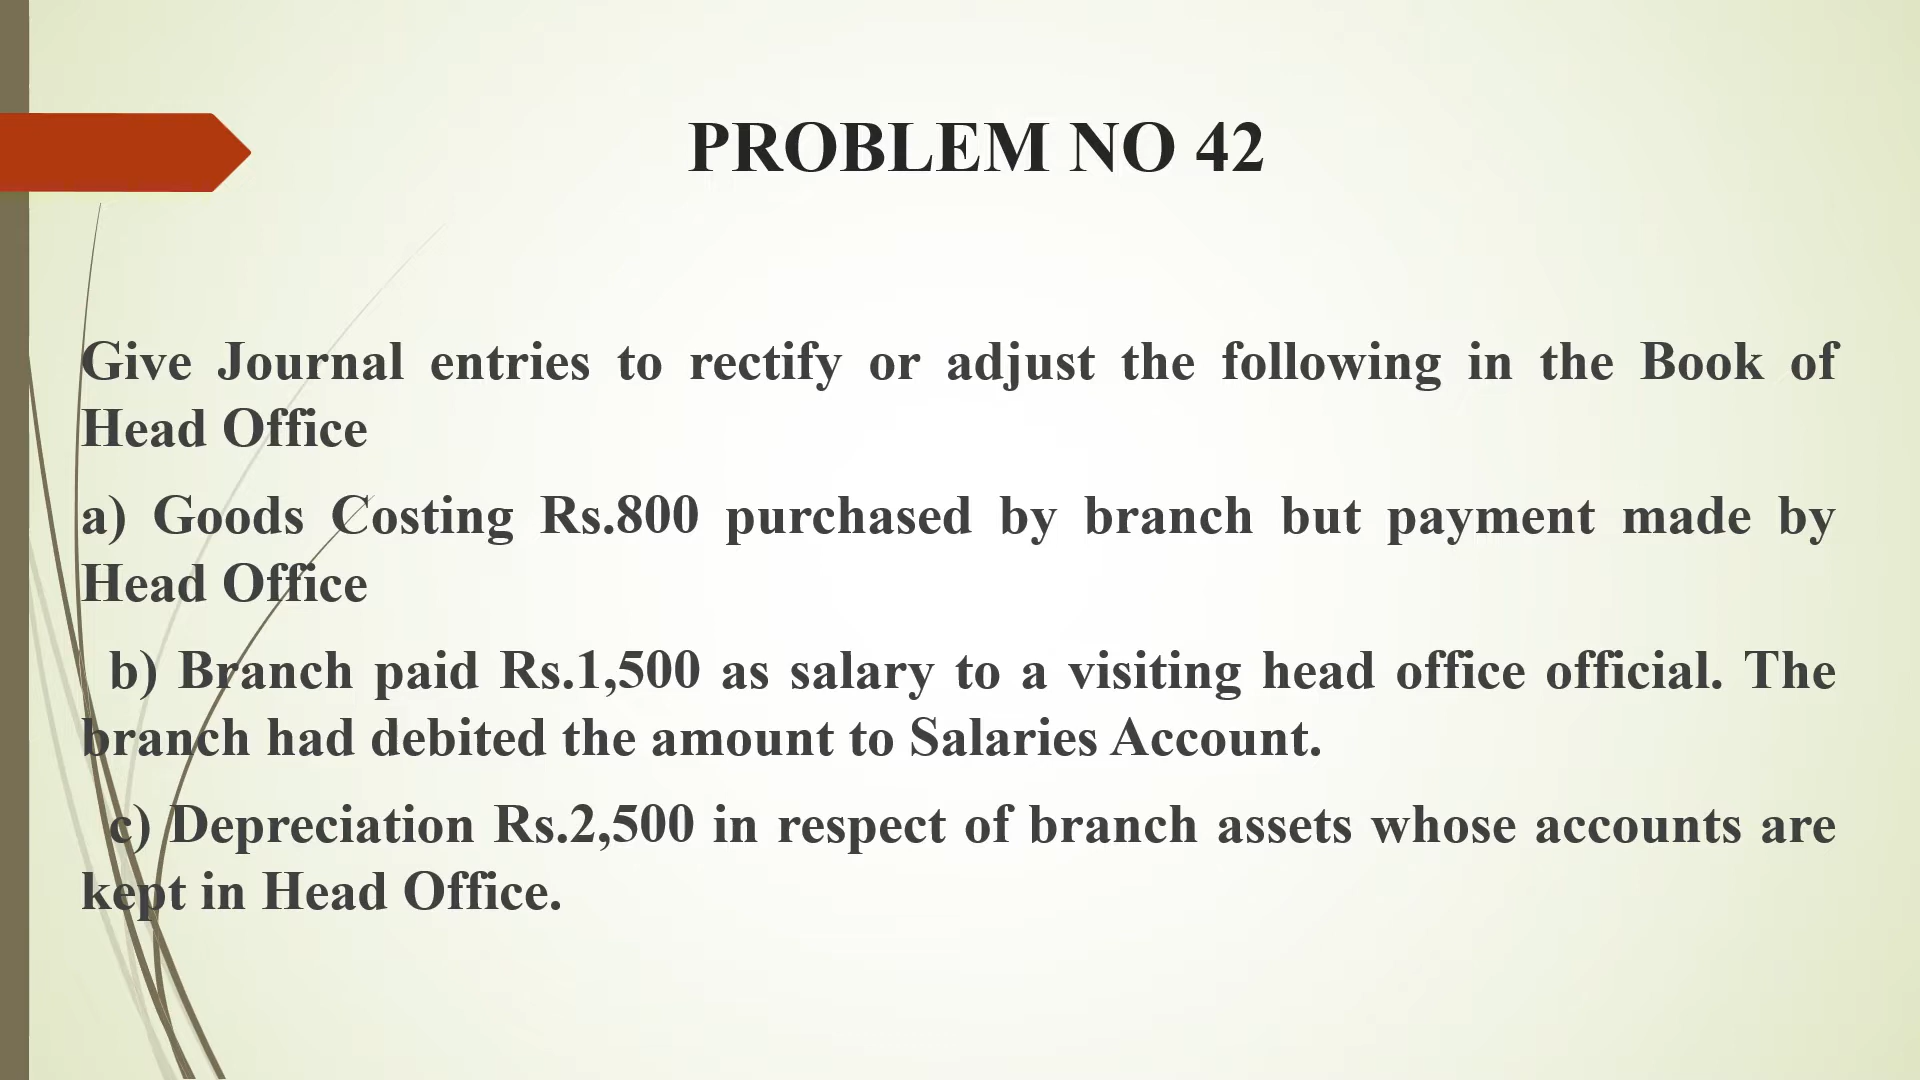 PROBLEM NO 42
Give Journal entries to rectify or adjust the following in the Book of
Head Office
a) Goods Costing Rs.800 purchased by branch but payment made by
Head Office
b) Branch paid Rs.1,500 as salary to a visiting head office official. The
branch had debited the amount to Salaries Account.
c) Depreciation Rs.2,500 in respect of branch assets whose accounts are
kept in Head Office.